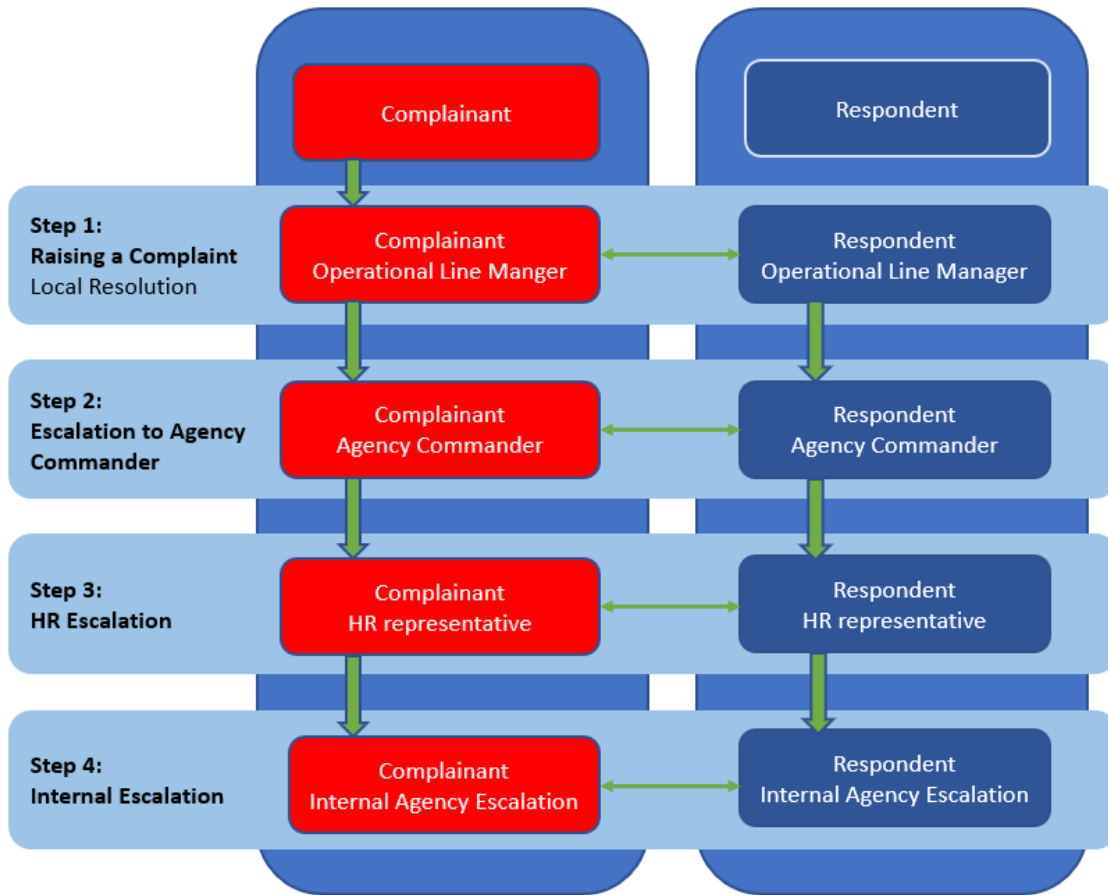 Complainant
Respondent
Step 1:
Raising a Complaint
Local Resolution
Complainant
Operational Line Manger
Respondent
Operational Line Manager
Step 2:
Escalation to Agency
Commander
Complainant
Agency Commander
Respondent
Agency Commander
Step 3:
HR Escalation
Complainant
HR representative
Respondent
HR representative
Step 4:
Internal Escalation
Complainant
Internal Agency Escalation
Respondent
Internal Agency Escalation